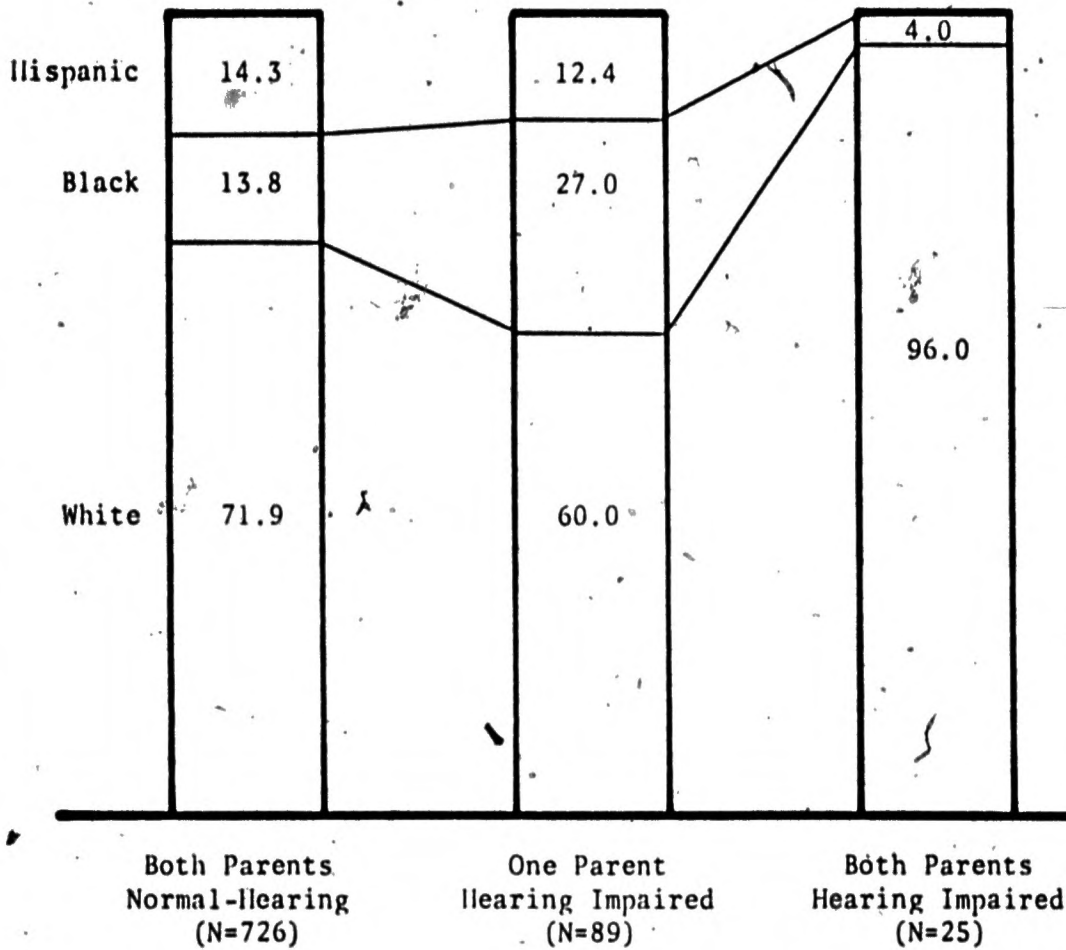 4.0
Hispanic 14.3 12.4
Black 13.8 27.0
96.0
White 71.9 60.0
Both Parents One Parent Both Parents
Normal-Hearing Hearing Impaired Hearing Impaired
(N=726) (N=89) (N=25)